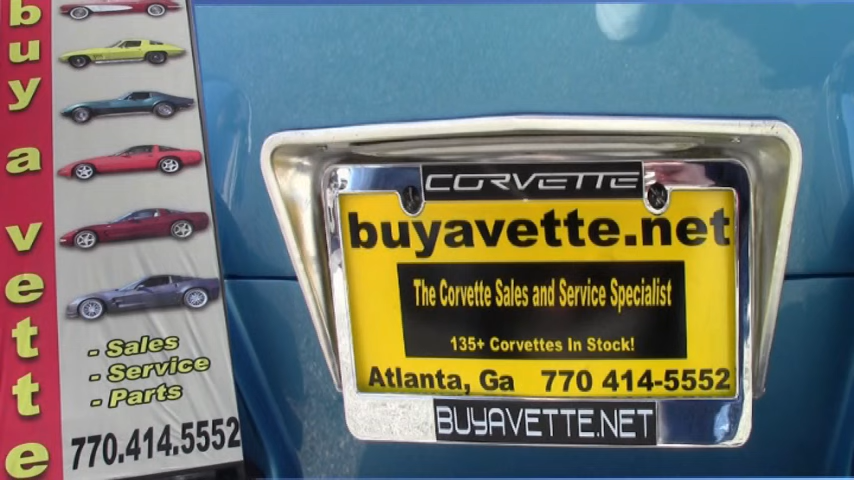 buy a vette
- Sales
- Service
- Parts
770.414.5552
CORVETTE
buyavette.net
The Corvette Sales and Service Specialist
135+ Corvettes In Stock!
Atlanta, Ga 770 414-5552
BUYAVETTE.NET